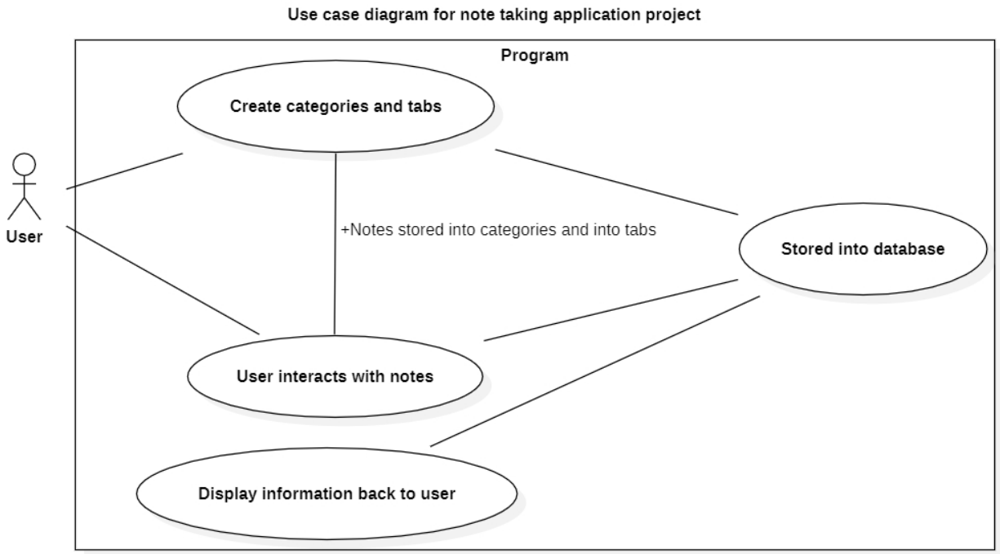 Use case diagram for note taking application project
Program
Create categories and tabs
User
+Notes stored into categories and into tabs
Stored into database
User interacts with notes
Display information back to user